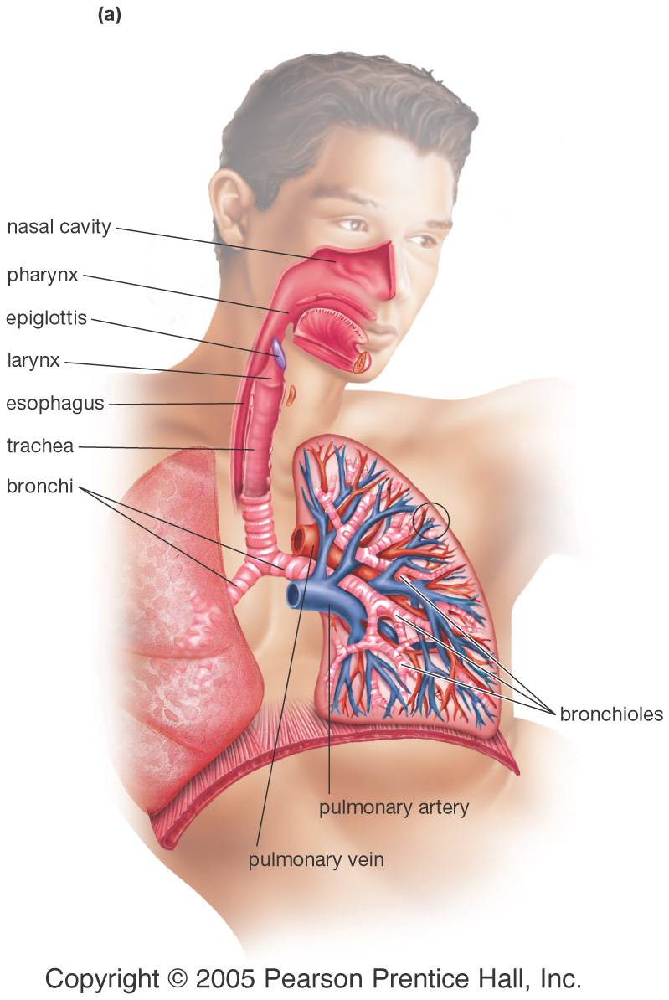 (a)
nasal cavity
pharynx
epiglottis
larynx
esophagus
trachea
bronchi
bronchioles
pulmonary artery
pulmonary vein
Copyright © 2005 Pearson Prentice Hall, Inc.